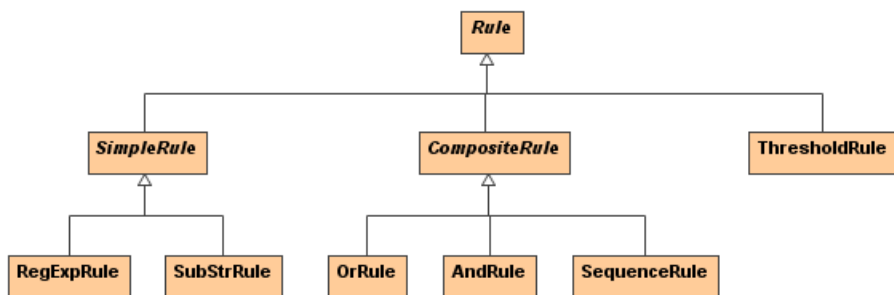 Rule
SimpleRule CompositeRule ThresholdRule
RegExpRule SubStrRule OrRule AndRule SequenceRule